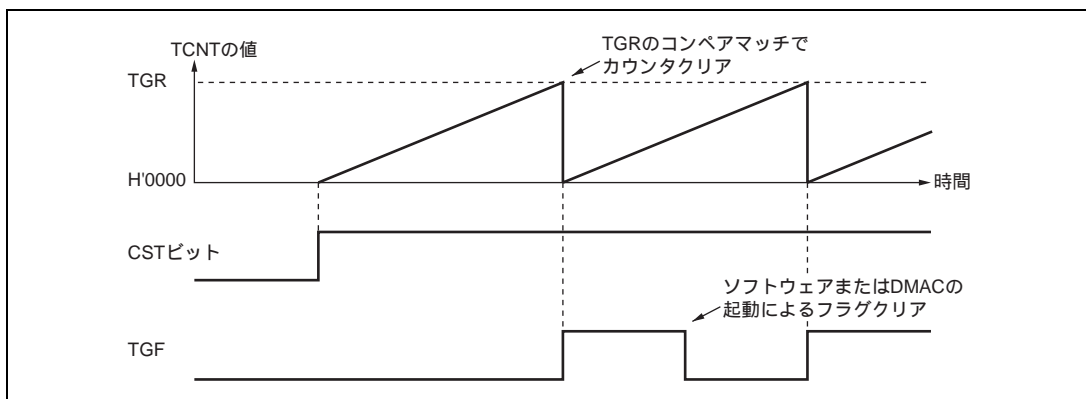 TCNTの値
TGRのコンペアマッチで
カウンタクリア
TGR
H'0000
時間
CSTビット
ソフトウェアまたはDMACの
起動によるフラグクリア
TGF